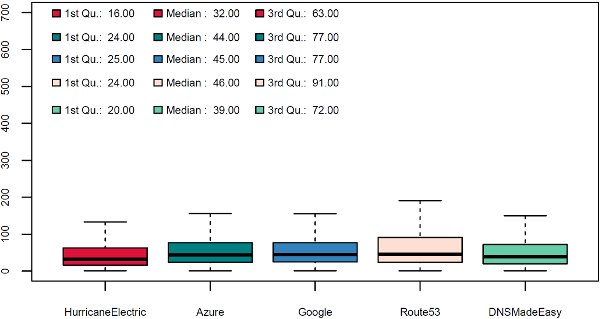 700
600
500
400
300
200
100
0
1st Qu.: 16.00 Median : 32.00 3rd Qu.: 63.00
1st Qu.: 24.00 Median : 44.00 3rd Qu.: 77.00
1st Qu.: 25.00 Median : 45.00 3rd Qu.: 77.00
1st Qu.: 24.00 Median : 46.00 3rd Qu.: 91.00
1st Qu.: 20.00 Median : 39.00 3rd Qu.: 72.00
HurricaneElectric Azure Google Route53 DNSMadeEasy